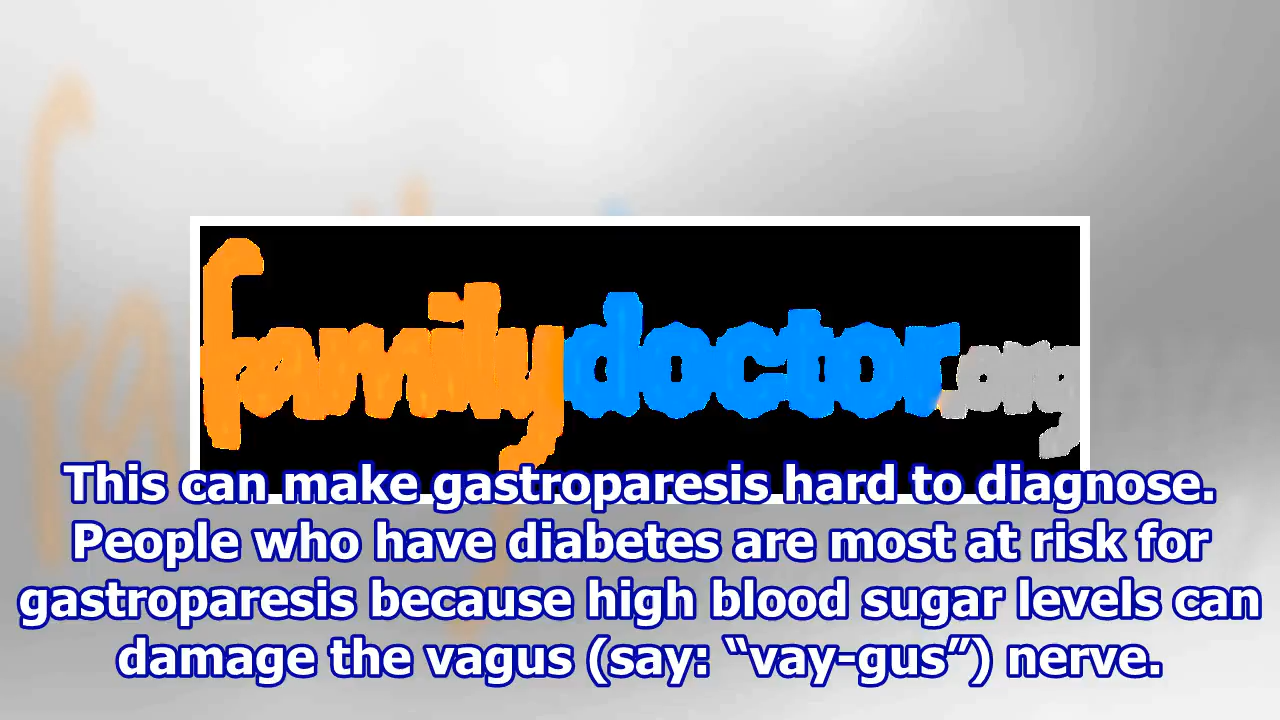 familydoctor.org
This can make gastroparesis hard to diagnose.
People who have diabetes are most at risk for
gastroparesis because high blood sugar levels can
damage the vagus (say: “vay-gus”) nerve.